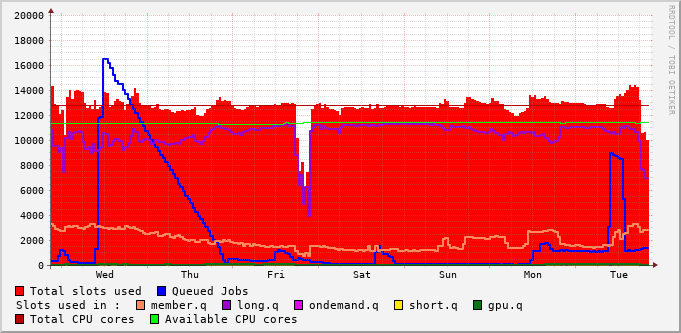 20000
18000
16000
14000
12000
10000
8000
6000
4000
2000
0
Wed Thu Fri Sat Sun Mon Tue
Total slots used Queued Jobs
Slots used in : member.q long.q ondemand.q short.q gpu.q
Total CPU cores Available CPU cores
RRDTOOL / TOBI OETIKER